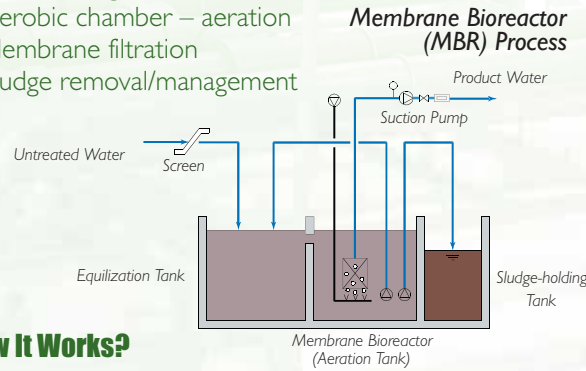 erobic chamber – aeration
embrane filtration
udge removal/management
Membrane Bioreactor
(MBR) Process
Product Water
Suction Pump
Untreated Water
Screen
Equilization Tank
Sludge-holding
Tank
Membrane Bioreactor
(Aeration Tank)
It Works?